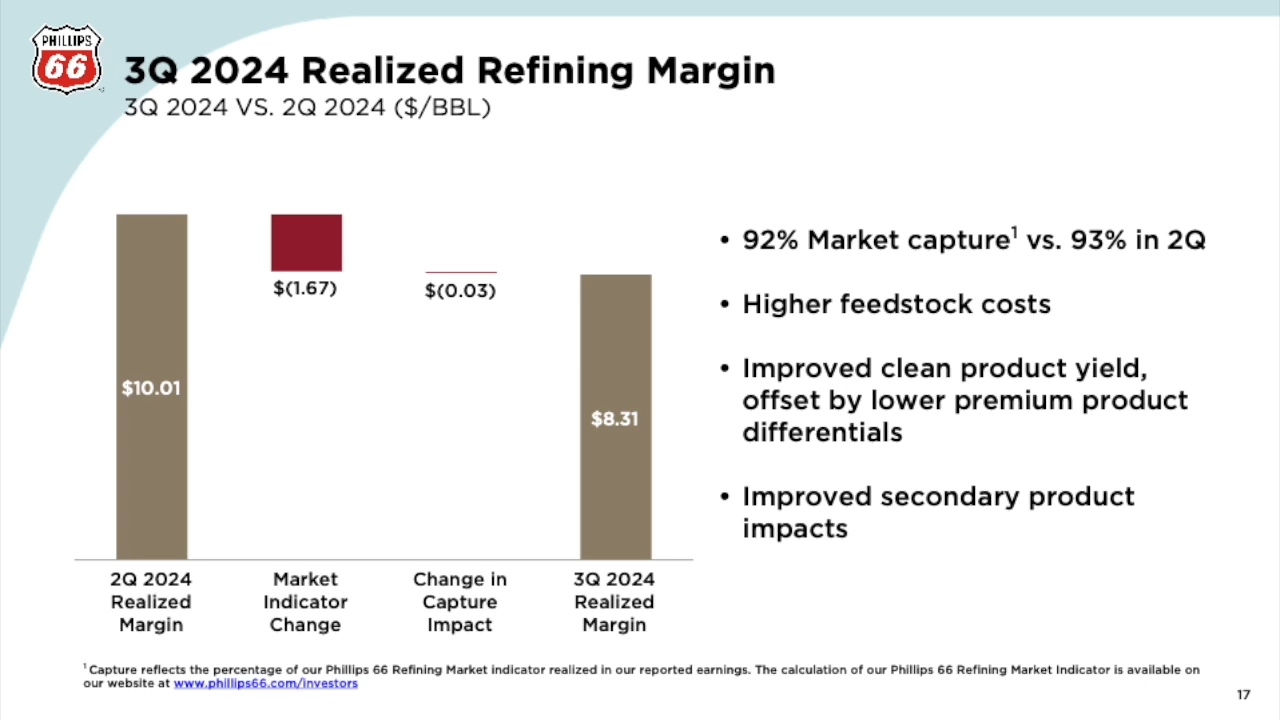 PHILLIPS
66
3Q 2024 Realized Refining Margin
3Q 2024 VS. 2Q 2024 ($/BBL)
$10.01
$(1.67)
$(0.03)
$8.31
2Q 2024
Realized
Margin
Market
Indicator
Change
Change in
Capture
Impact
3Q 2024
Realized
Margin
• 92% Market capture¹ vs. 93% in 2Q
• Higher feedstock costs
• Improved clean product yield,
offset by lower premium product
differentials
• Improved secondary product
impacts
¹ Capture reflects the percentage of our Phillips 66 Refining Market indicator realized in our reported earnings. The calculation of our Phillips 66 Refining Market Indicator is available on
our website at www.phillips66.com/investors
17